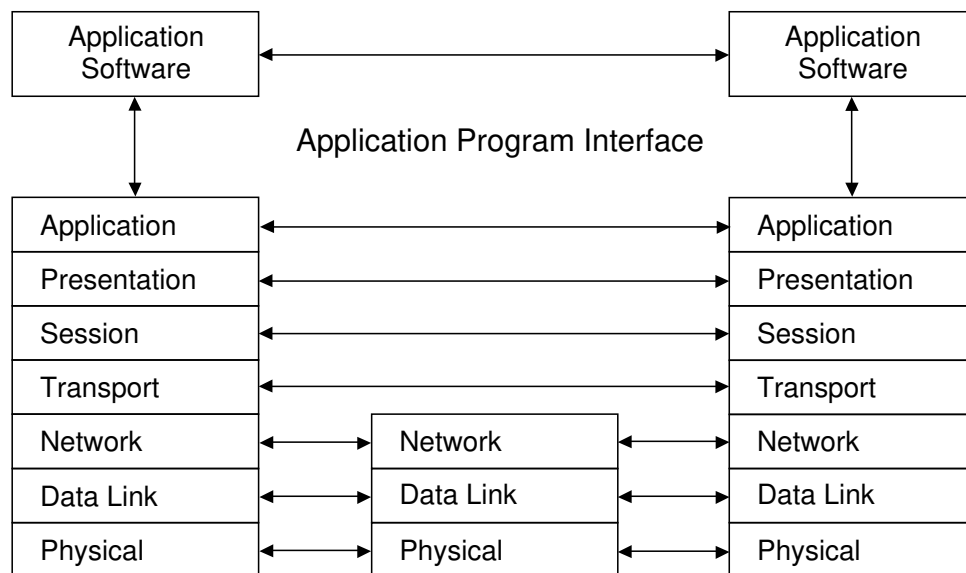 Application
Software
Application
Software
Application Program Interface
Application
Application
Presentation
Presentation
Session
Session
Transport
Transport
Network
Network
Network
Data Link
Data Link
Data Link
Physical
Physical
Physical